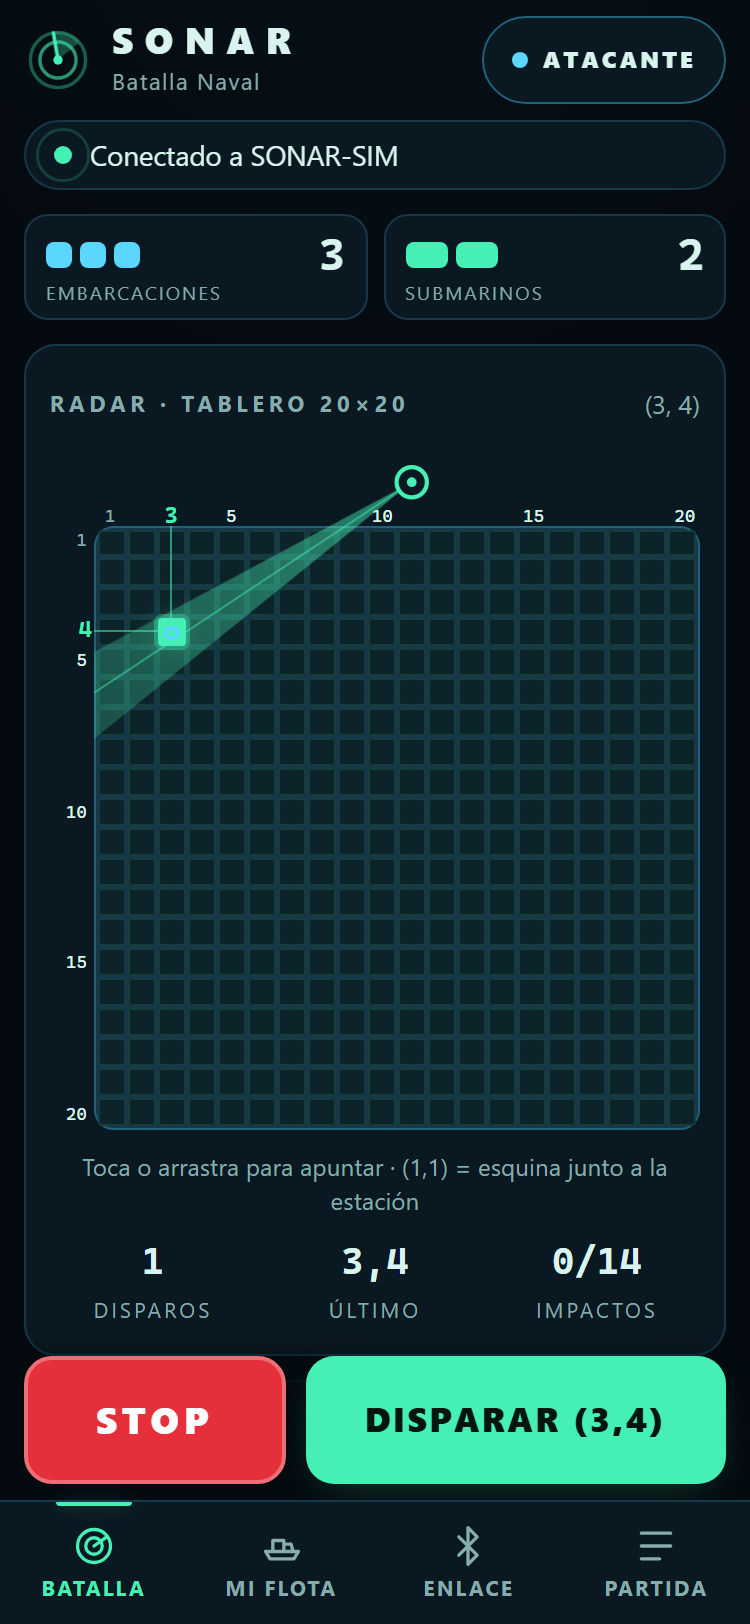 SONAR
Batalla Naval
ATACANTE
Conectado a SONAR-SIM
3
EMBARCACIONES
2
SUBMARINOS
RADAR · TABLERO 20×20
(3, 4)
1 3 5 10 15 20
1
4
5
10
15
20
Toca o arrastra para apuntar · (1,1) = esquina junto a la
estación
1 3,4 0/14
DISPAROS ÚLTIMO IMPACTOS
STOP
DISPARAR (3,4)
BATALLA MI FLOTA ENLACE PARTIDA